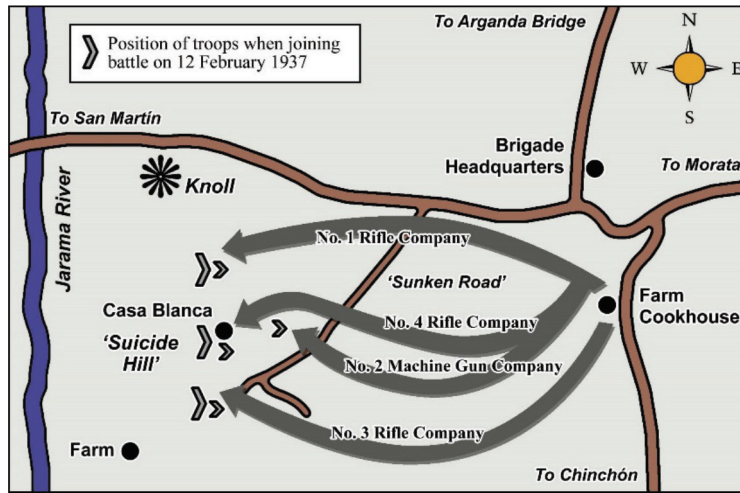 To Arganda Bridge
N
W
E
S
Position of troops when joining
battle on 12 February 1937
To San Martín
Knoll
Brigade
Headquarters
To Morata
Jarama River
No. 1 Rifle Company
'Sunken Road'
Casa Blanca
'Suicide
Hill'
No. 4 Rifle Company
Farm
Cookhouse
No. 2 Machine Gun Company
No. 3 Rifle Company
Farm
To Chinchón